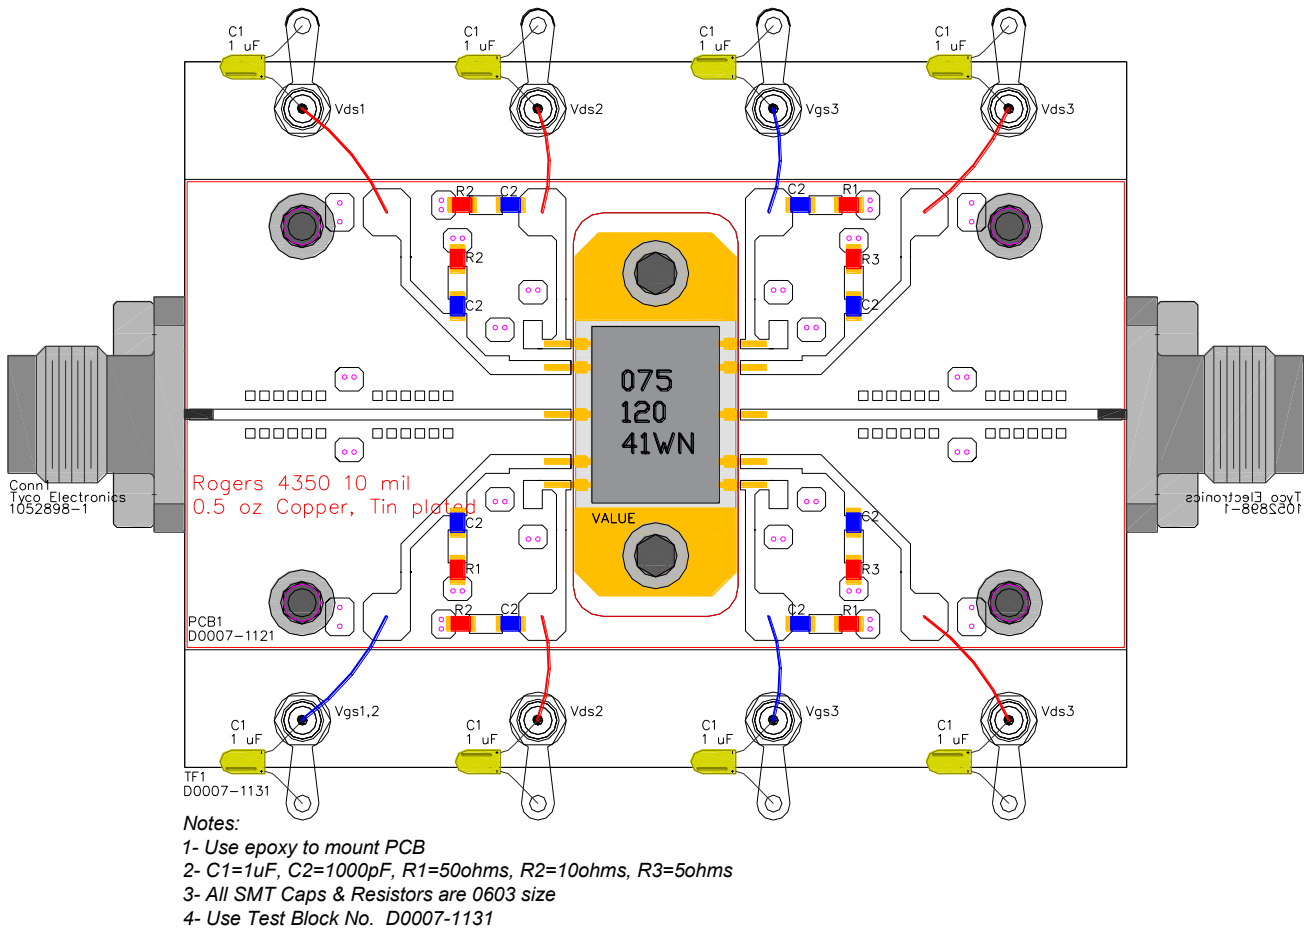 C1
1 uF
C1
1 uF
C1
1 uF
C1
1 uF
Vds1
Vds2
Vgs3
Vds3
R2
C2
C2
R1
R2
R3
C2
C2
075
120
41WN
Conn1
Tyco Electronics
1052898-1
Tyco Electronics
1052898-1
Rogers 4350 10 mil
0.5 oz Copper, Tin plated
VALUE
C2
C2
R1
R3
R2
C2
C2
R1
PCB1
D0007-1121
Vgs1,2
Vds2
Vgs3
Vds3
C1
1 uF
C1
1 uF
C1
1 uF
C1
1 uF
TF1
D0007-1131
Notes:
1- Use epoxy to mount PCB
2- C1=1uF, C2=1000pF, R1=50ohms, R2=10ohms, R3=5ohms
3- All SMT Caps & Resistors are 0603 size
4- Use Test Block No. D0007-1131